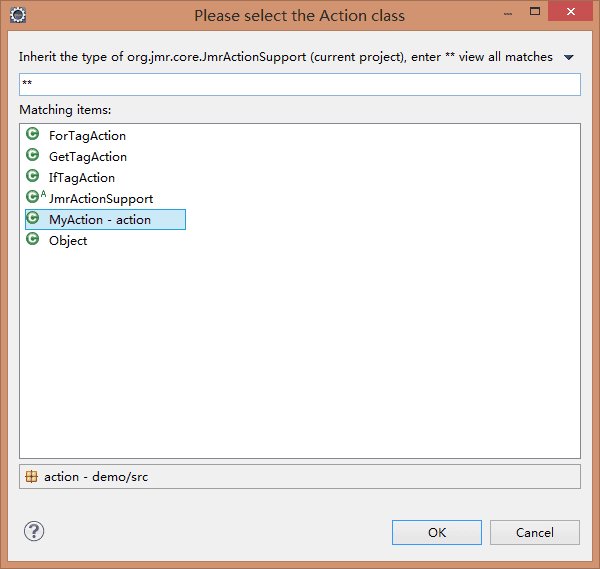 Please select the Action class
Inherit the type of org.jmr.core.JmrActionSupport (current project), enter ** view all matches
**
Matching items:
ForTagAction
GetTagAction
IfTagAction
A JmrActionSupport
MyAction - action
Object
action - demo/src
OK Cancel